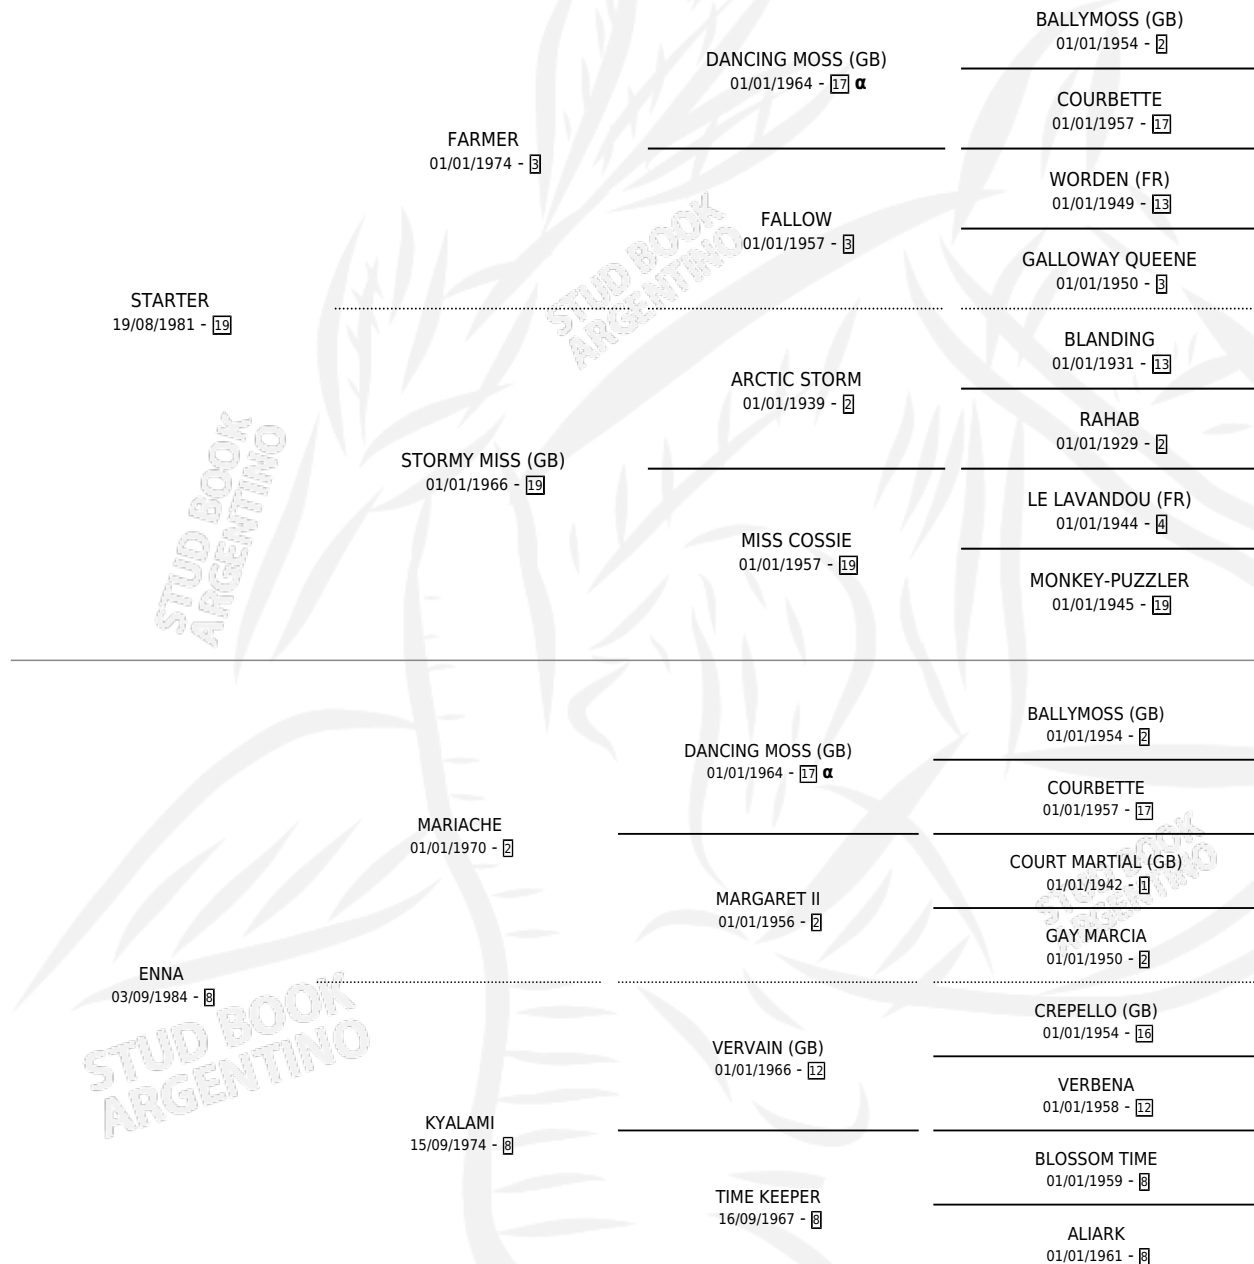 BALLYMOSS (GB)
01/01/1954 - 2
DANCING MOSS (GB)
01/01/1964 - 17 α
COURBETTE
01/01/1957 - 17
FARMER
01/01/1974 - 3
WORDEN (FR)
01/01/1949 - 13
FALLOW
01/01/1957 - 3
GALLOWAY QUEENE
01/01/1950 - 3
STARTER
19/08/1981 - 19
BLANDING
01/01/1931 - 13
ARCTIC STORM
01/01/1939 - 2
RAHAB
01/01/1929 - 2
STORMY MISS (GB)
01/01/1966 - 19
LE LAVANDOU (FR)
01/01/1944 - 4
MISS COSSIE
01/01/1957 - 19
MONKEY-PUZZLER
01/01/1945 - 19
STUD BOOK
ARGENTINO
STUD BOOK
ARGENTINO
BALLYMOSS (GB)
01/01/1954 - 2
DANCING MOSS (GB)
01/01/1964 - 17 α
COURBETTE
01/01/1957 - 17
MARIACHE
01/01/1970 - 2
COURT MARTIAL (GB)
01/01/1942 - 1
MARGARET II
01/01/1956 - 2
GAY MARCIA
01/01/1950 - 2
ENNA
03/09/1984 - 8
CREPELLO (GB)
01/01/1954 - 16
VERVAIN (GB)
01/01/1966 - 12
VERBENA
01/01/1958 - 12
KYALAMI
15/09/1974 - 8
BLOSSOM TIME
01/01/1959 - 8
TIME KEEPER
16/09/1967 - 8
ALIARK
01/01/1961 - 8
STUD BOOK
ARGENTINO
STUD BOOK
ARGENTINO